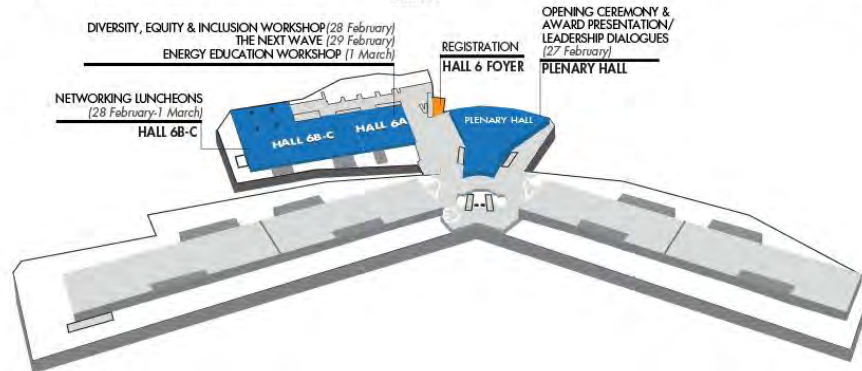 DIVERSITY, EQUITY & INCLUSION WORKSHOP (28 February)
THE NEXT WAVE (29 February)
ENERGY EDUCATION WORKSHOP (1 March)
REGISTRATION
HALL 6 FOYER
OPENING CEREMONY &
AWARD PRESENTATION/
LEADERSHIP DIALOGUES
(27 February)
PLENARY HALL
NETWORKING LUNCHEONS
(28 February-1 March)
HALL 6B-C
HALL 6B-C
HALL 6A
PLENARY HALL